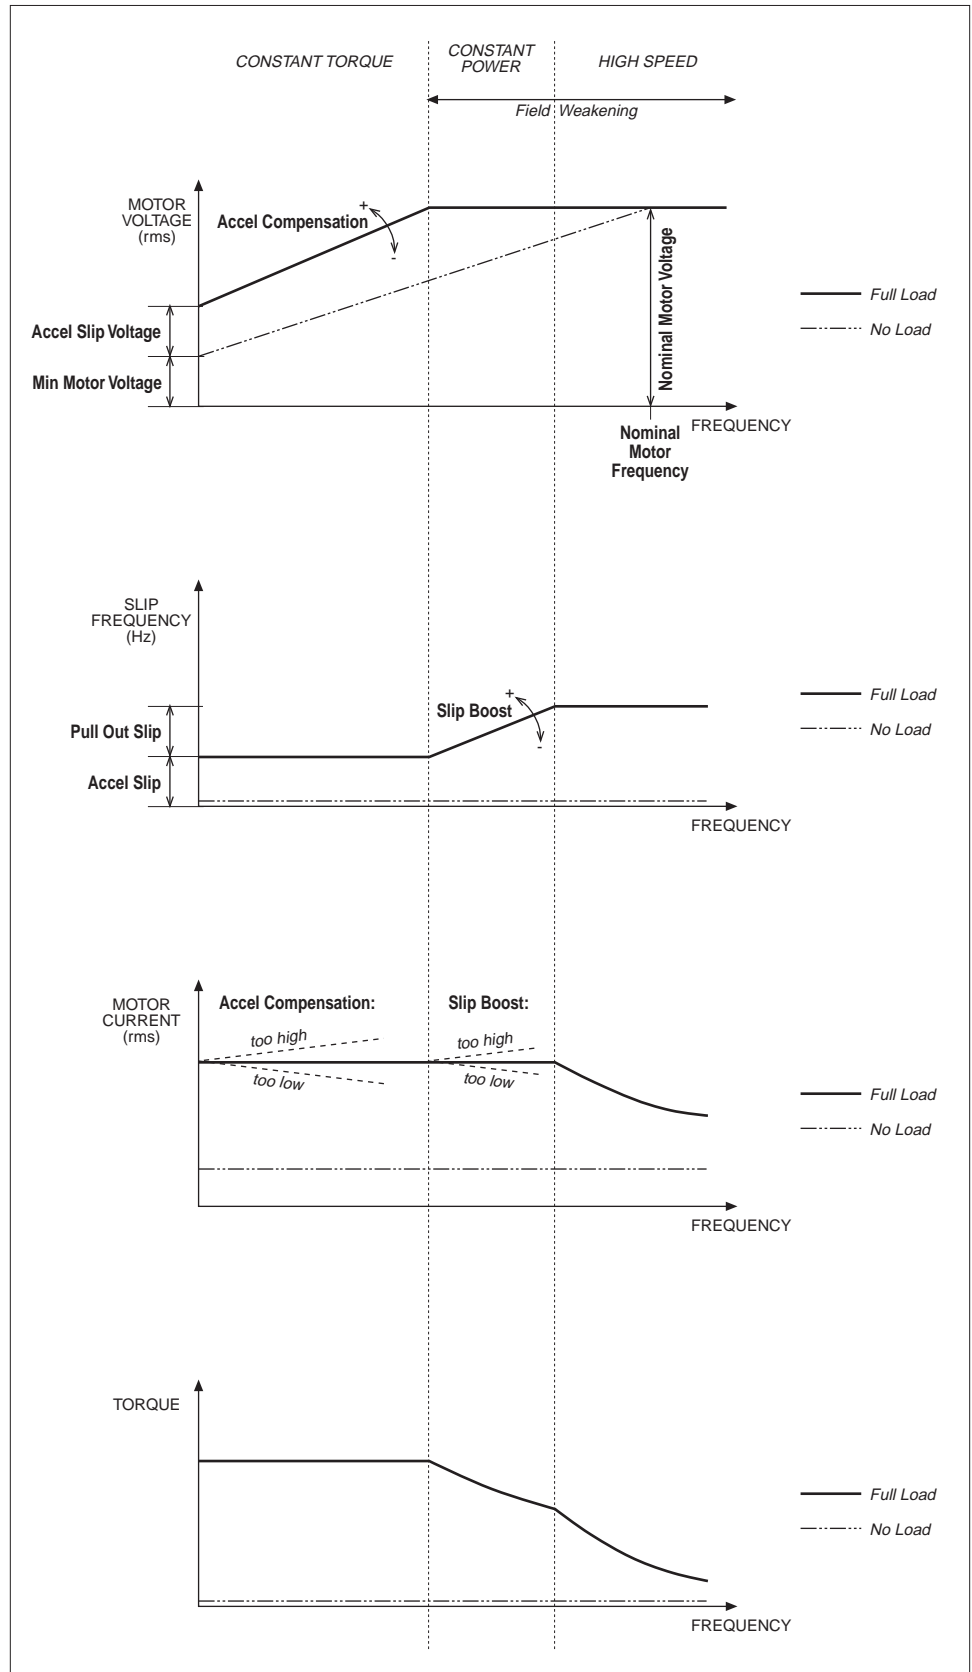 CONSTANT TORQUE
CONSTANT
POWER
HIGH SPEED
Field Weakening
MOTOR
VOLTAGE
(rms)
Accel Compensation
+
-
Accel Slip Voltage
Min Motor Voltage
Nominal Motor Voltage
Full Load
No Load
FREQUENCY
Nominal
Motor
Frequency
SLIP
FREQUENCY
(Hz)
Pull Out Slip
Accel Slip
Slip Boost
+
-
Full Load
No Load
FREQUENCY
MOTOR
CURRENT
(rms)
Accel Compensation:
too high
too low
Slip Boost:
too high
too low
Full Load
No Load
FREQUENCY
TORQUE
Full Load
No Load
FREQUENCY